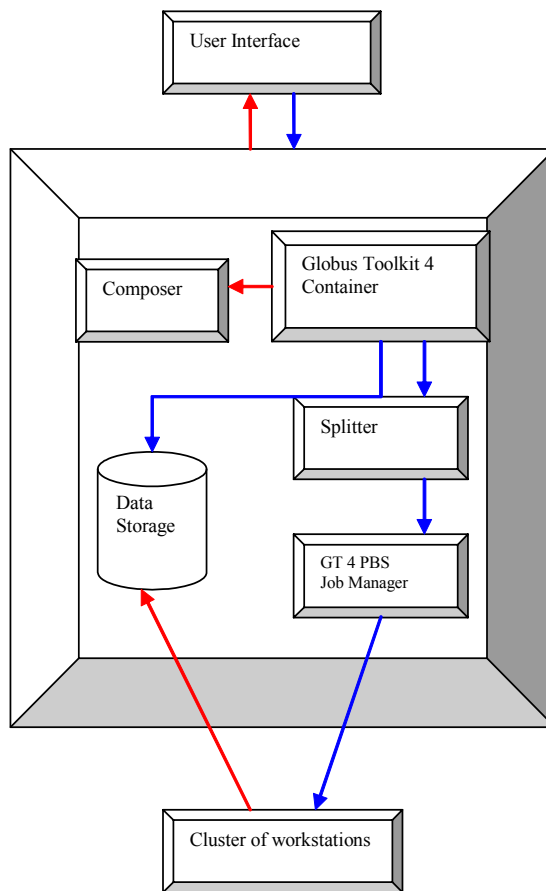 User Interface
Globus Toolkit 4
Container
Composer
Splitter
Data
Storage
GT 4 PBS
Job Manager
Cluster of workstations